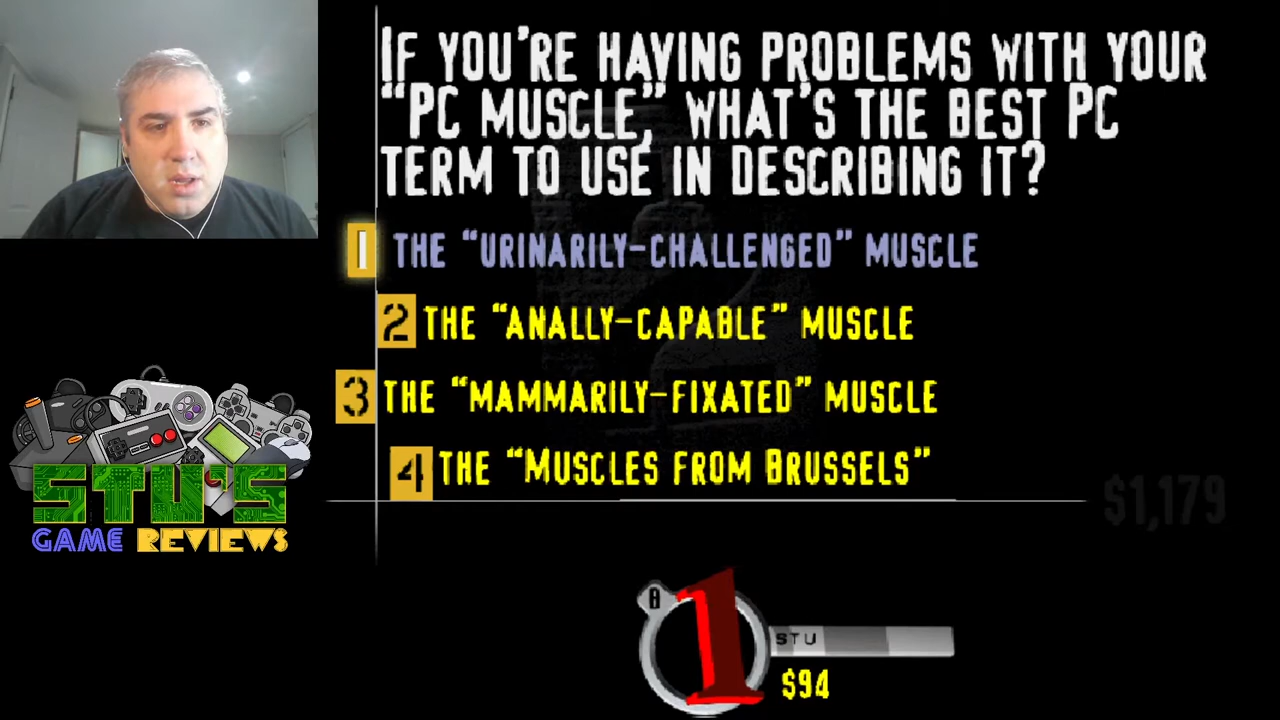 If you're having problems with your
"PC muscle," what's the best PC
term to use in describing it?
1 the "urinarily-challenged" muscle
2 the "anally-capable" muscle
3 the "mammarily-fixated" muscle
4 the "Muscles from Brussels"
$1,179
STU'S
GAME REVIEWS
8
1
STU
$94